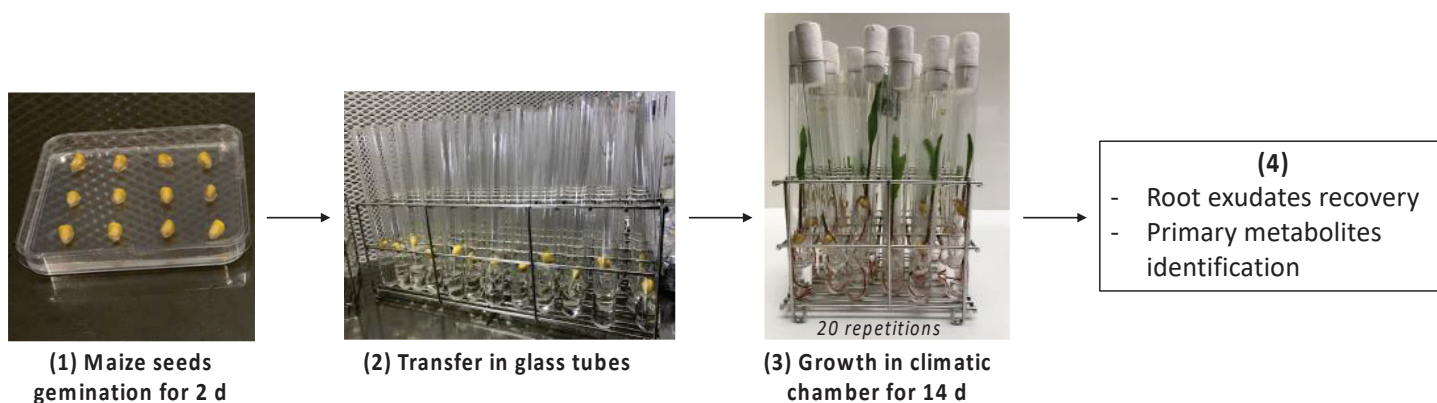 20 repetitions
(1) Maize seeds
gemination for 2 d
(2) Transfer in glass tubes
(3) Growth in climatic
chamber for 14 d
(4)
- Root exudates recovery
- Primary metabolites
identification